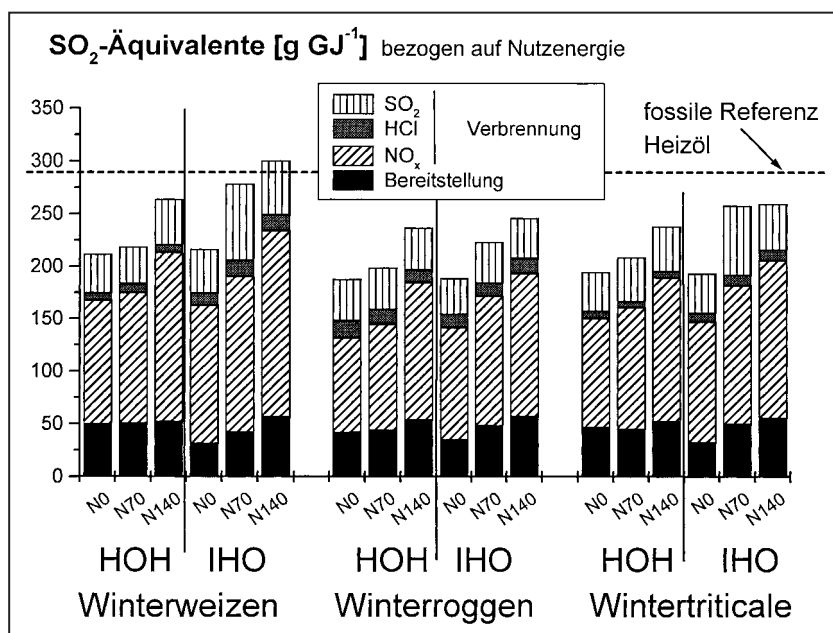 SO₂-Äquivalente [g GJ⁻¹] bezogen auf Nutzenergie
350
300
250
200
150
100
50
0
SO₂
HCl
NOₓ
Bereitstellung
Verbrennung
fossile Referenz
Heizöl
N0 N70 N140 N0 N70 N140 N0 N70 N140 N0 N70 N140 N0 N70 N140 N0 N70 N140
HOH IHO HOH IHO HOH IHO
Winterweizen Winterroggen Wintertriticale